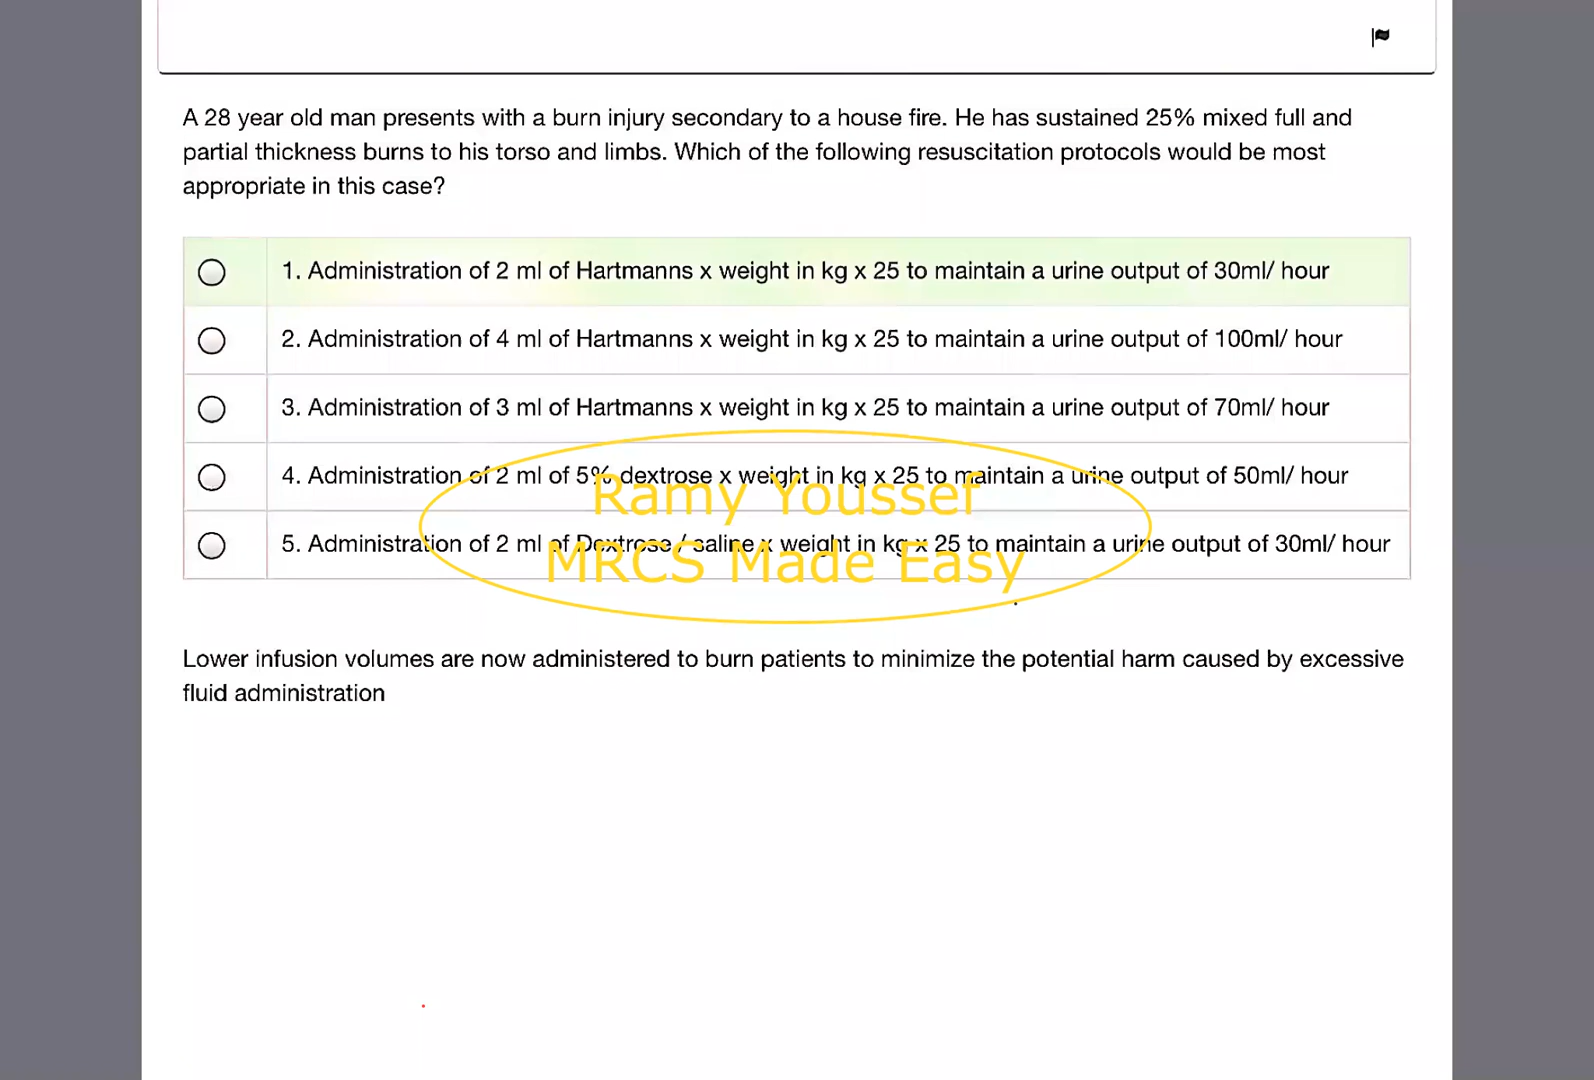 A 28 year old man presents with a burn injury secondary to a house fire. He has sustained 25% mixed full and
partial thickness burns to his torso and limbs. Which of the following resuscitation protocols would be most
appropriate in this case?
1. Administration of 2 ml of Hartmanns x weight in kg x 25 to maintain a urine output of 30ml/ hour
2. Administration of 4 ml of Hartmanns x weight in kg x 25 to maintain a urine output of 100ml/ hour
3. Administration of 3 ml of Hartmanns x weight in kg x 25 to maintain a urine output of 70ml/ hour
4. Administration of 2 ml of 5% dextrose x weight in kg x 25 to maintain a urine output of 50ml/ hour
Ramy Youssef
5. Administration of 2 ml of Dextrose / saline x weight in kg x 25 to maintain a urine output of 30ml/ hour
MRCS Made Easy
Lower infusion volumes are now administered to burn patients to minimize the potential harm caused by excessive
fluid administration